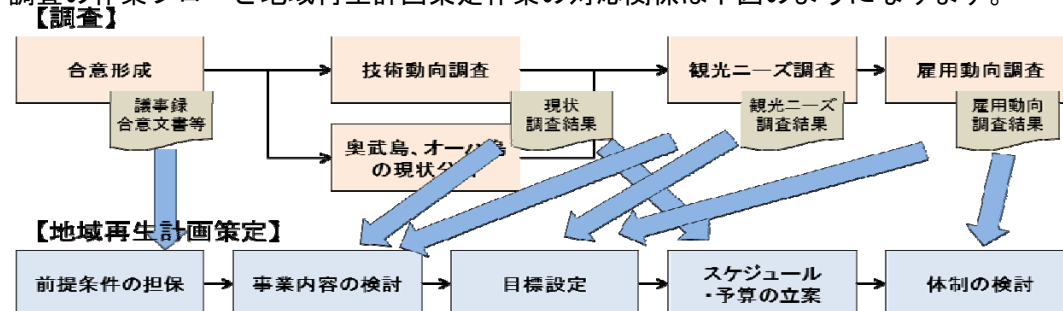 調査の作業フローと地域再生計画策定作業の対応関係は下図のようになります。
【調査】
合意形成
技術動向調査
観光ニーズ調査
雇用動向調査
議事録
合意文書等
現状
調査結果
観光ニーズ
調査結果
雇用動向
調査結果
奥武島、オーハ島
の現状分
【地域再生計画策定】
前提条件の担保
事業内容の検討
目標設定
スケジュール
・予算の立案
体制の検討